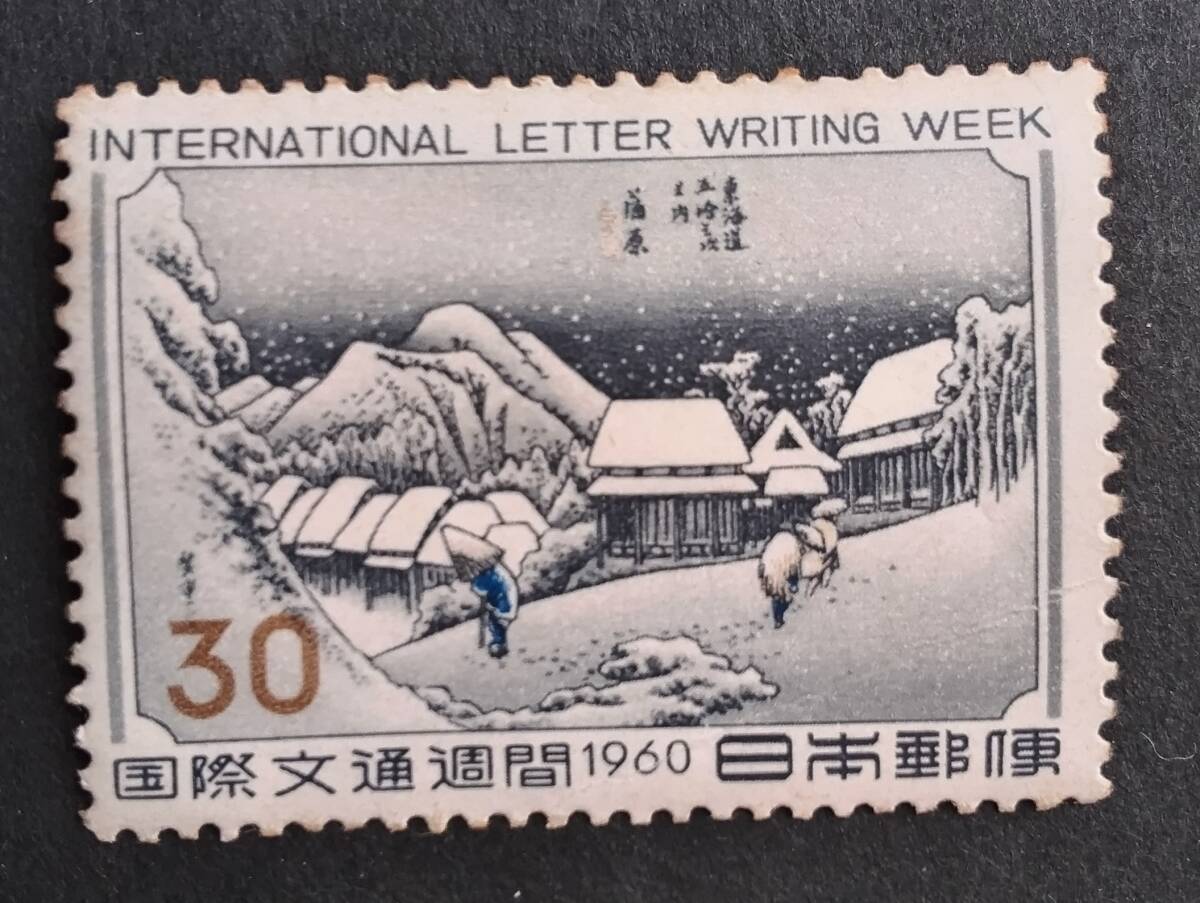 INTERNATIONAL LETTER WRITING WEEK
東海道
五拾三次
之内
蒲原
30
国際文通週間1960 日本郵便